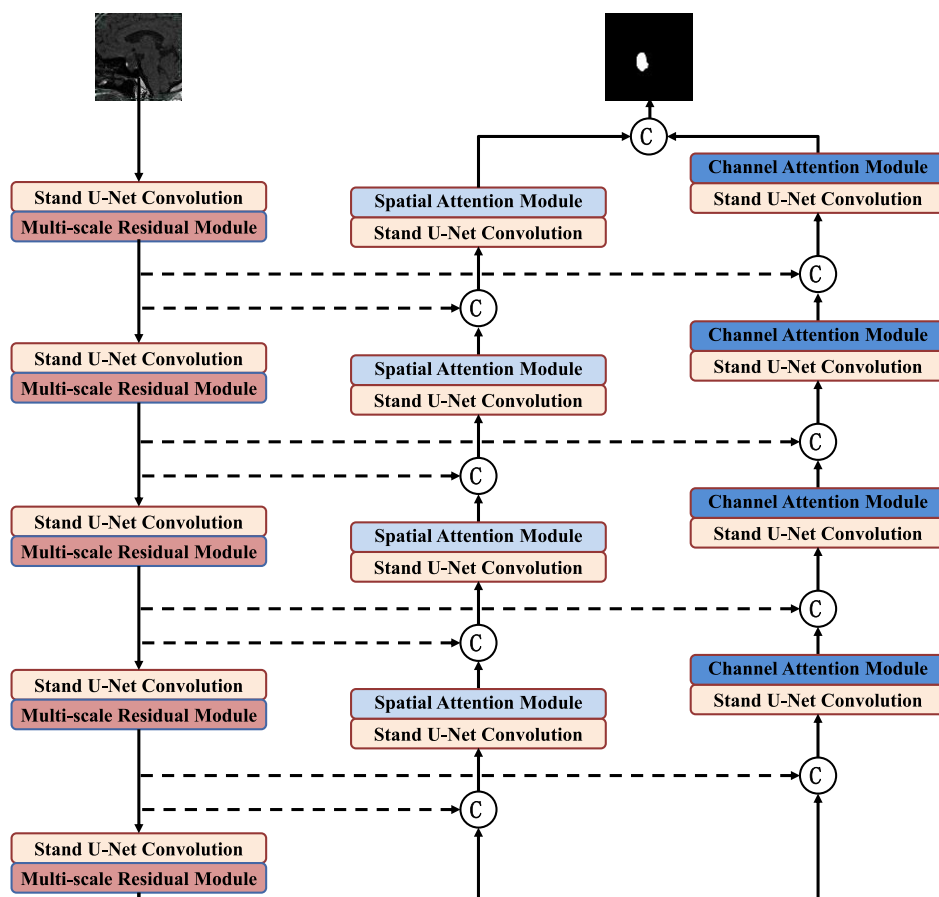 C
Channel Attention Module
Stand U-Net Convolution
Spatial Attention Module
Stand U-Net Convolution
Stand U-Net Convolution
Multi-scale Residual Module
C
C
Channel Attention Module
Stand U-Net Convolution
Stand U-Net Convolution
Multi-scale Residual Module
Spatial Attention Module
Stand U-Net Convolution
C
C
Channel Attention Module
Stand U-Net Convolution
Stand U-Net Convolution
Multi-scale Residual Module
Spatial Attention Module
Stand U-Net Convolution
C
C
Channel Attention Module
Stand U-Net Convolution
Stand U-Net Convolution
Multi-scale Residual Module
Spatial Attention Module
Stand U-Net Convolution
C
C
Stand U-Net Convolution
Multi-scale Residual Module